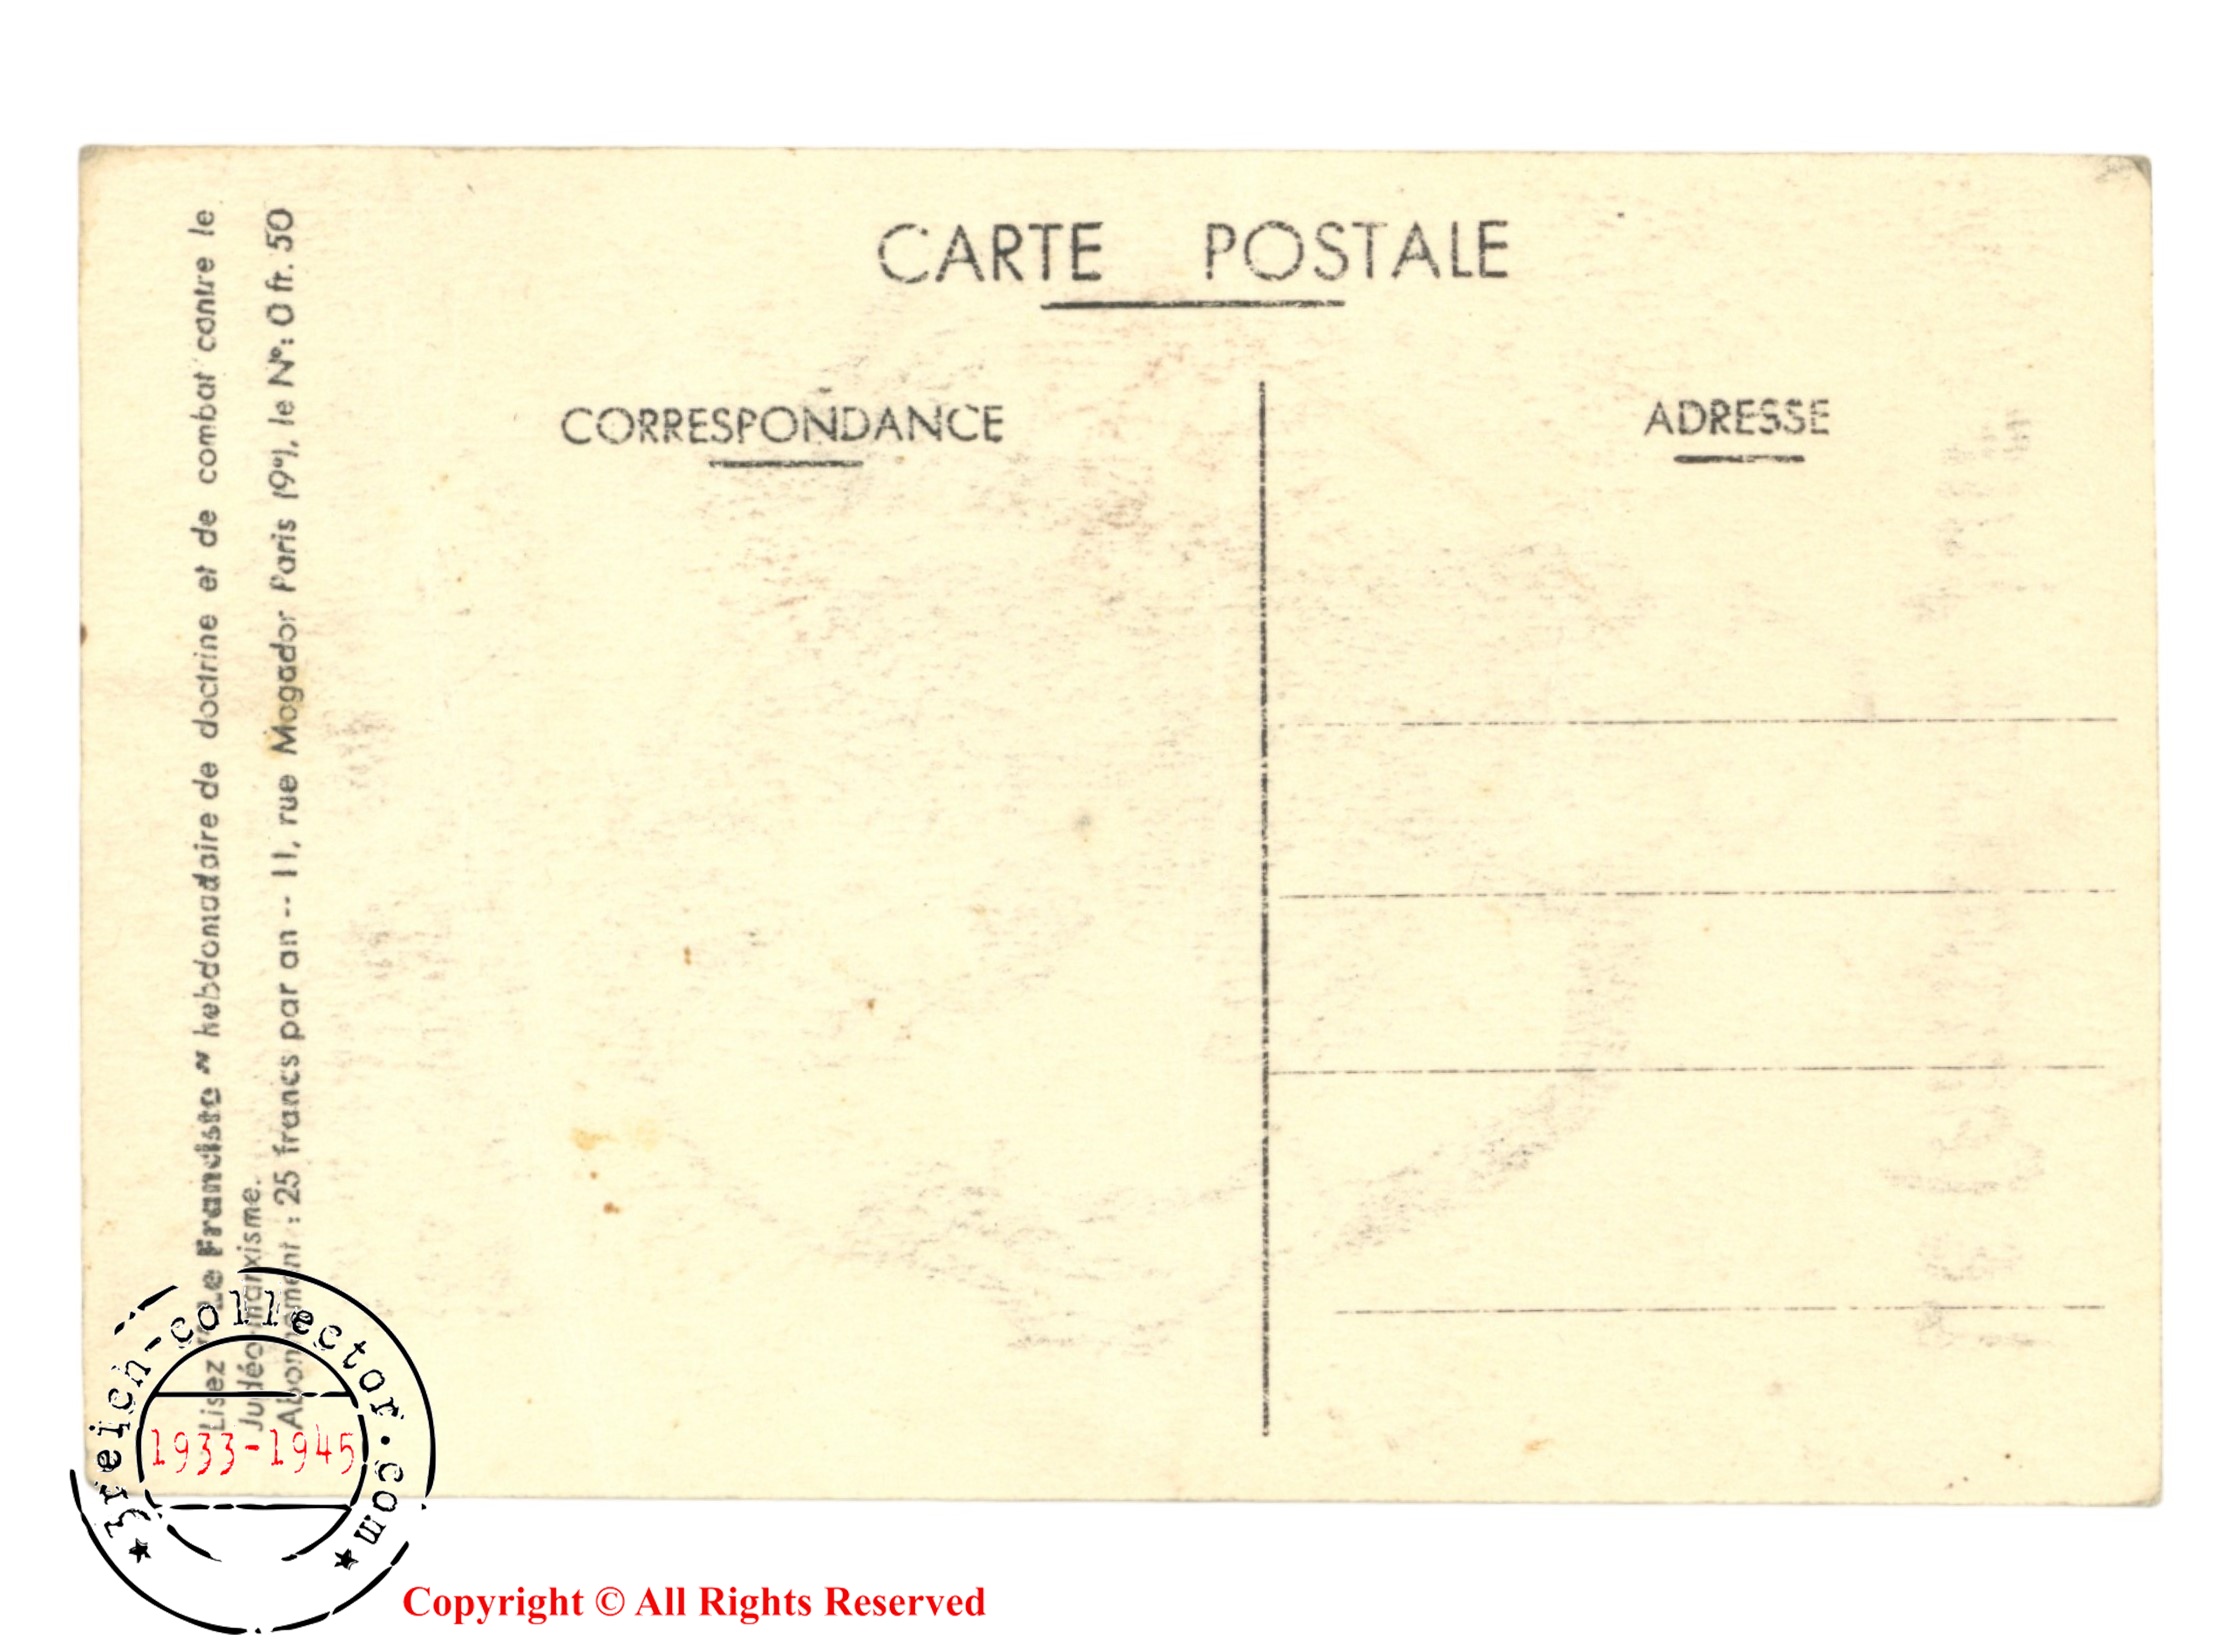 CARTE POSTALE
CORRESPONDANCE
ADRESSE
Lisez " Le Franciste " hebdomadaire de doctrine et de combat contre le
Judéo-marxisme.
Abonnement : 25 francs par an -- 11, rue Mogador Paris (9e), le N°: 0 fr. 50
3reich-collector.com
1933-1945
Copyright © All Rights Reserved